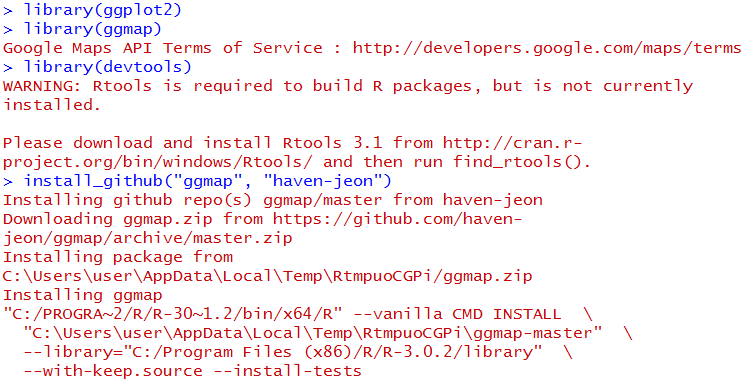 > library(ggplot2)
> library(ggmap)
Google Maps API Terms of Service : http://developers.google.com/maps/terms
> library(devtools)
WARNING: Rtools is required to build R packages, but is not currently
installed.
Please download and install Rtools 3.1 from http://cran.r-
project.org/bin/windows/Rtools/ and then run find_rtools().
> install_github("ggmap", "haven-jeon")
Installing github repo(s) ggmap/master from haven-jeon
Downloading ggmap.zip from https://github.com/haven-
jeon/ggmap/archive/master.zip
Installing package from
C:\Users\user\AppData\Local\Temp\RtmpuoCGPi/ggmap.zip
Installing ggmap
"C:/PROGRA~2/R/R-30~1.2/bin/x64/R" --vanilla CMD INSTALL  \
  "C:\Users\user\AppData\Local\Temp\RtmpuoCGPi\ggmap-master"  \
  --library="C:/Program Files (x86)/R/R-3.0.2/library"  \
  --with-keep.source --install-tests